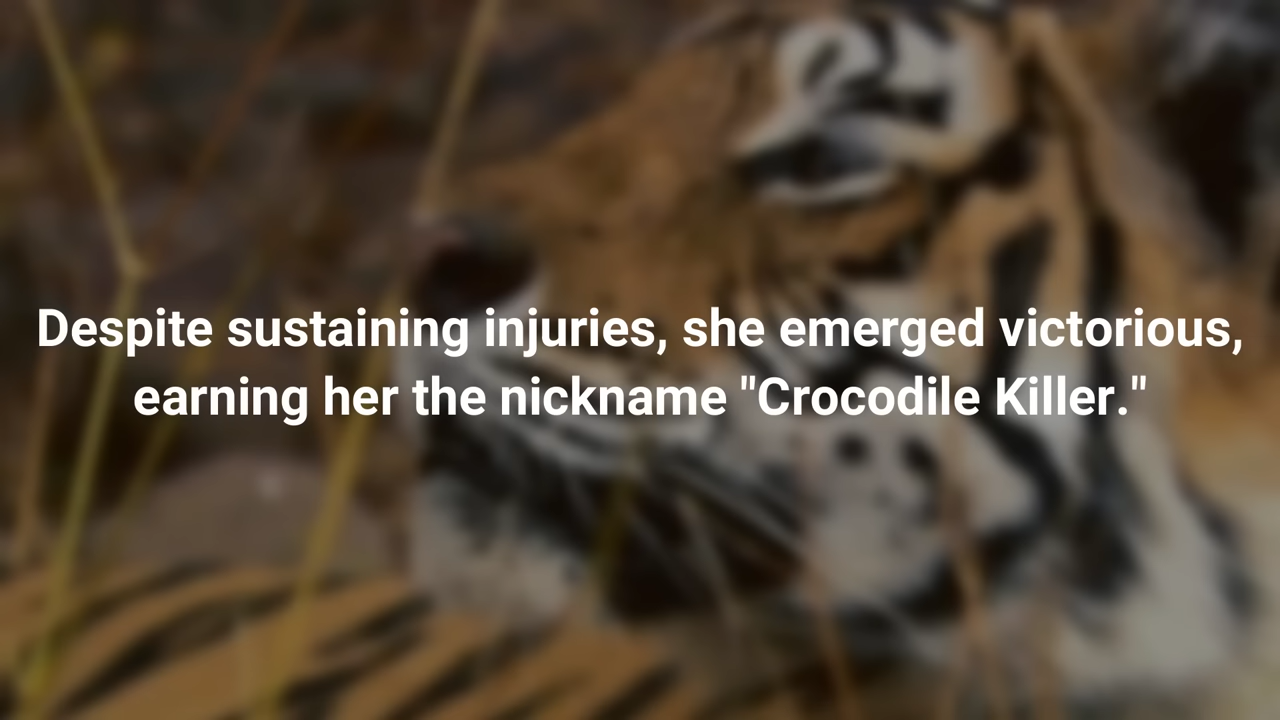 Despite sustaining injuries, she emerged victorious,
earning her the nickname "Crocodile Killer."